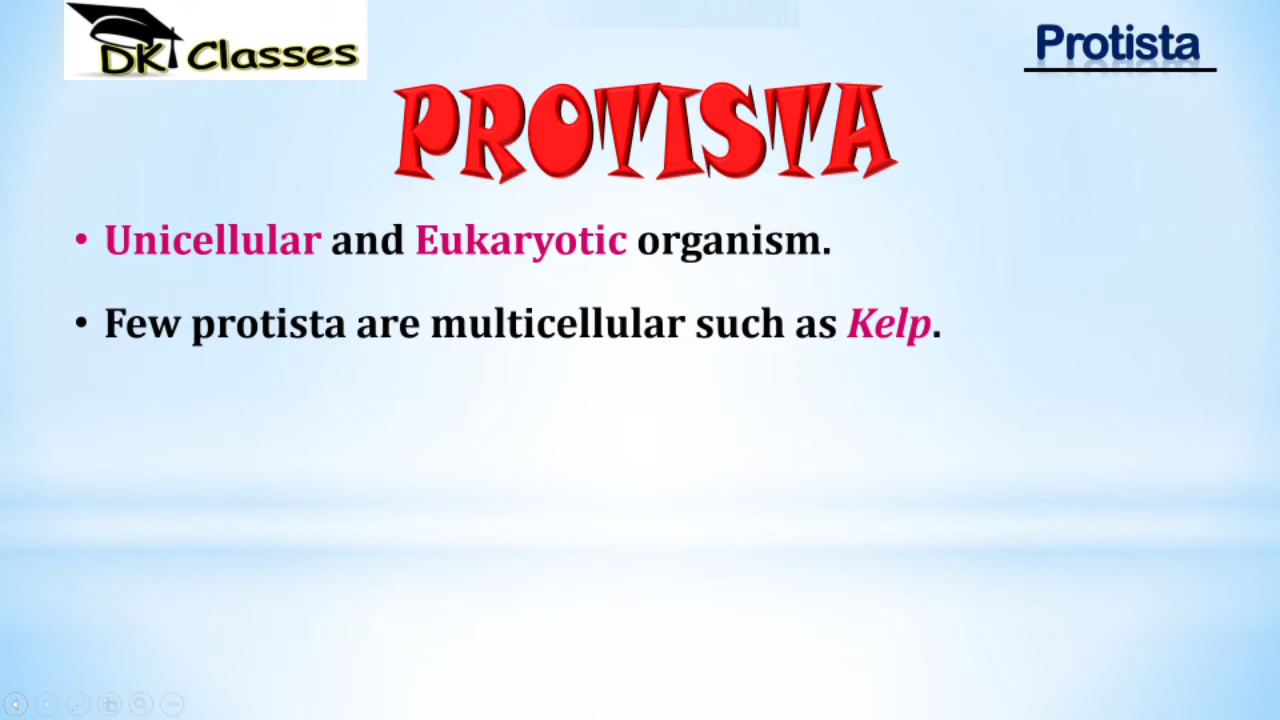 DK Classes
Protista
PROTISTA
• Unicellular and Eukaryotic organism.
• Few protista are multicellular such as Kelp.